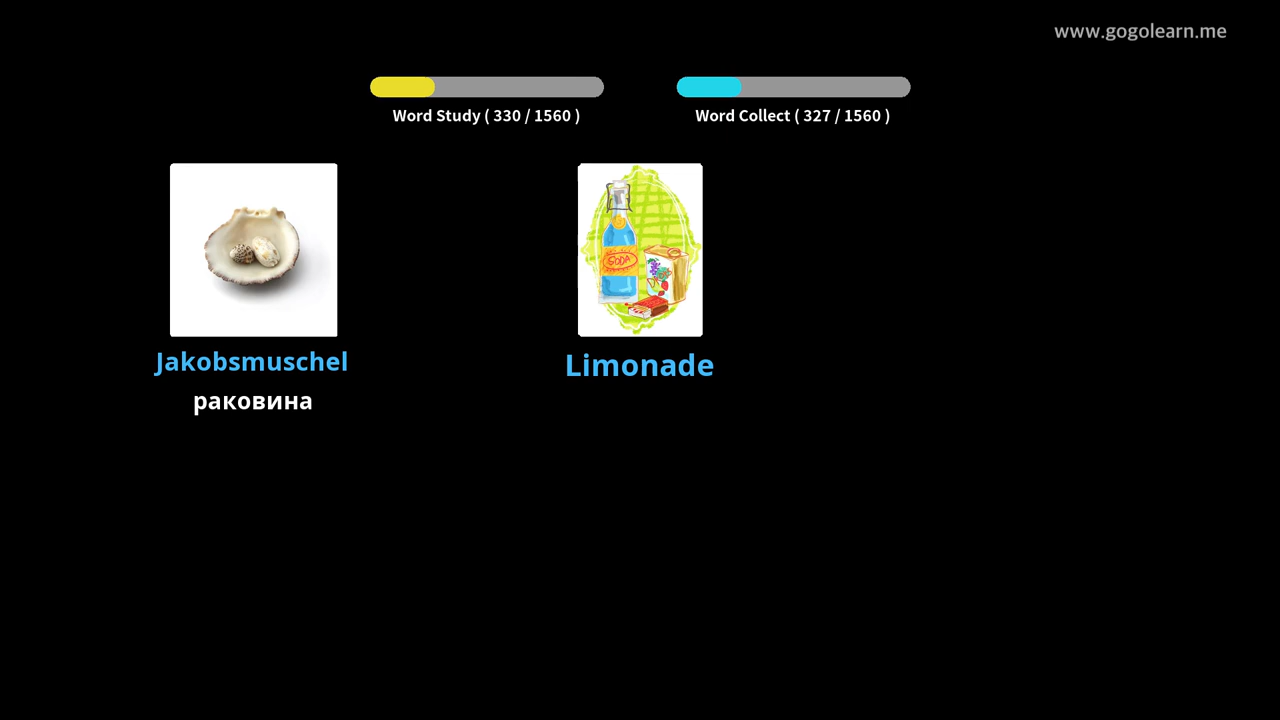 www.gogolearn.me
Word Study ( 330 / 1560 )
Word Collect ( 327 / 1560 )
SODA
Jakobsmuschel
раковина
Limonade